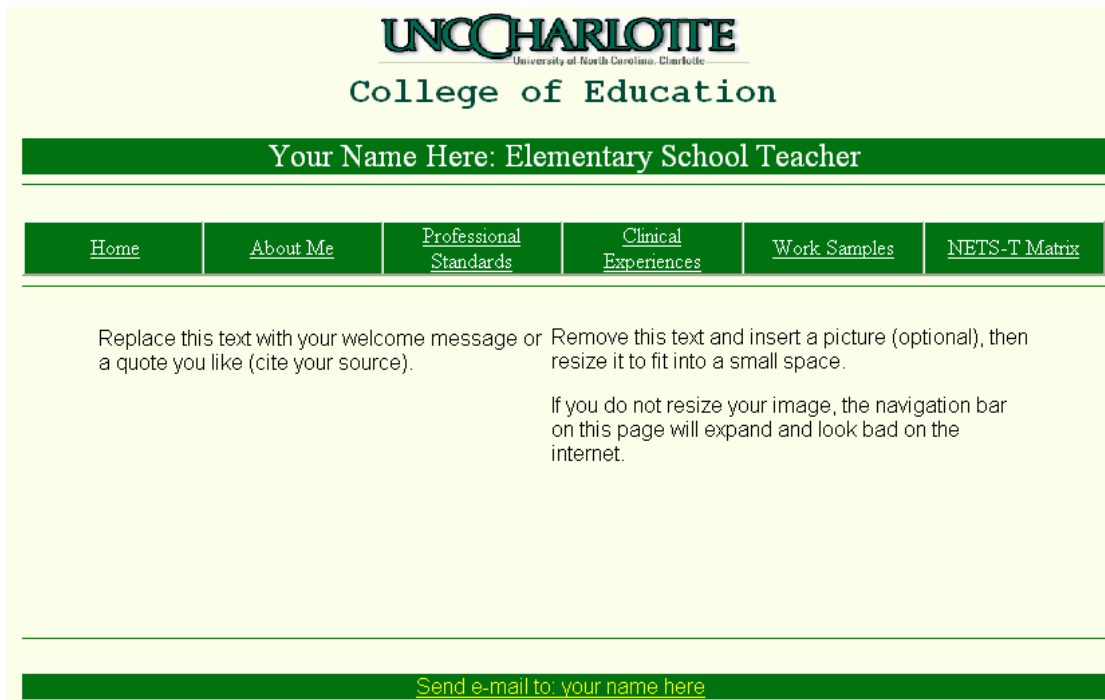 UNCCHARLOTTE
University of North Carolina, Charlotte
College of Education
Your Name Here: Elementary School Teacher
Home
About Me
Professional
Standards
Clinical
Experiences
Work Samples
NETS-T Matrix
Replace this text with your welcome message or
a quote you like (cite your source).
Remove this text and insert a picture (optional), then
resize it to fit into a small space.
If you do not resize your image, the navigation bar
on this page will expand and look bad on the
internet.
Send e-mail to: your name here